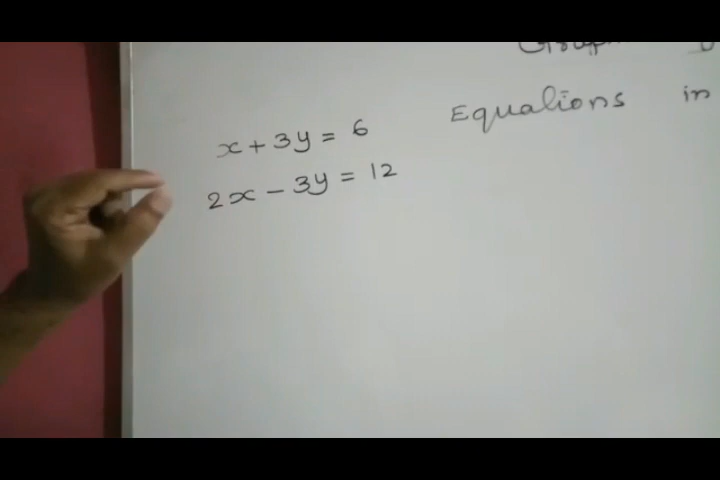 Equations in
x + 3y = 6
2x - 3y = 12